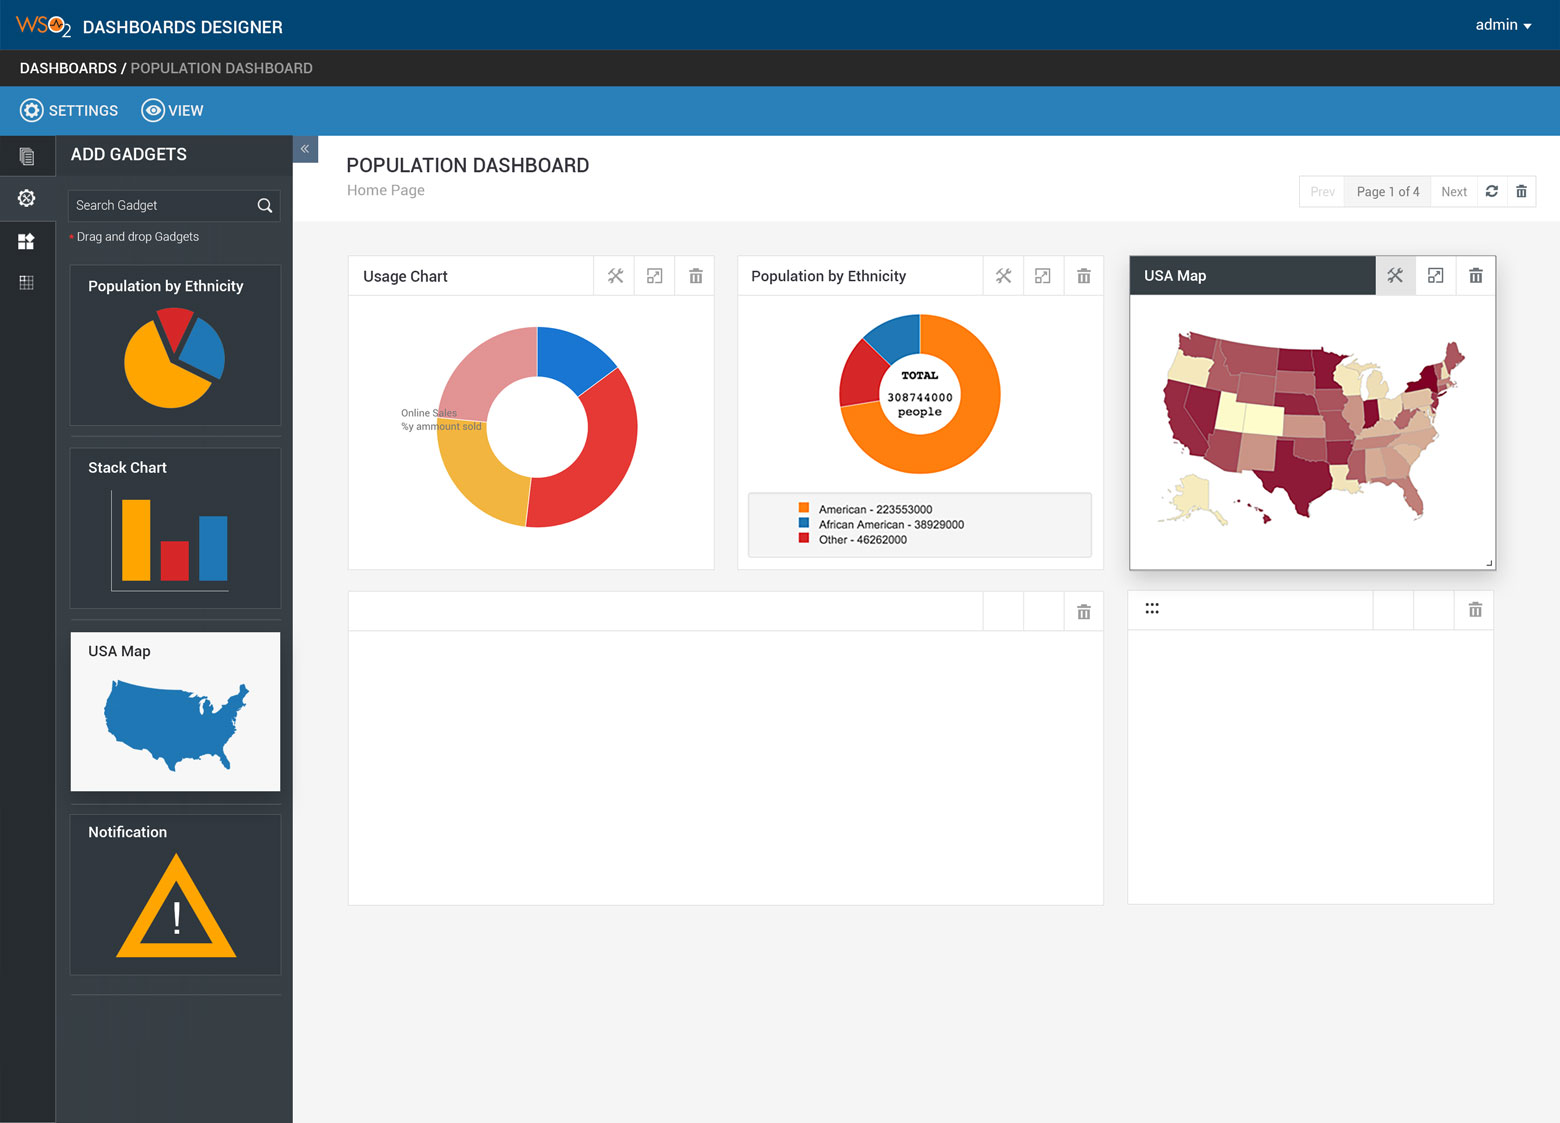 WSO2 DASHBOARDS DESIGNER
admin
DASHBOARDS / POPULATION DASHBOARD
SETTINGS
VIEW
ADD GADGETS
Search Gadget
* Drag and drop Gadgets
Population by Ethnicity
Stack Chart
USA Map
Notification
!
«
POPULATION DASHBOARD
Home Page
Prev
Page 1 of 4
Next
Usage Chart
Online Sales
%y ammount sold
Population by Ethnicity
TOTAL
308744000
people
American - 223553000
African American - 38929000
Other - 46262000
USA Map